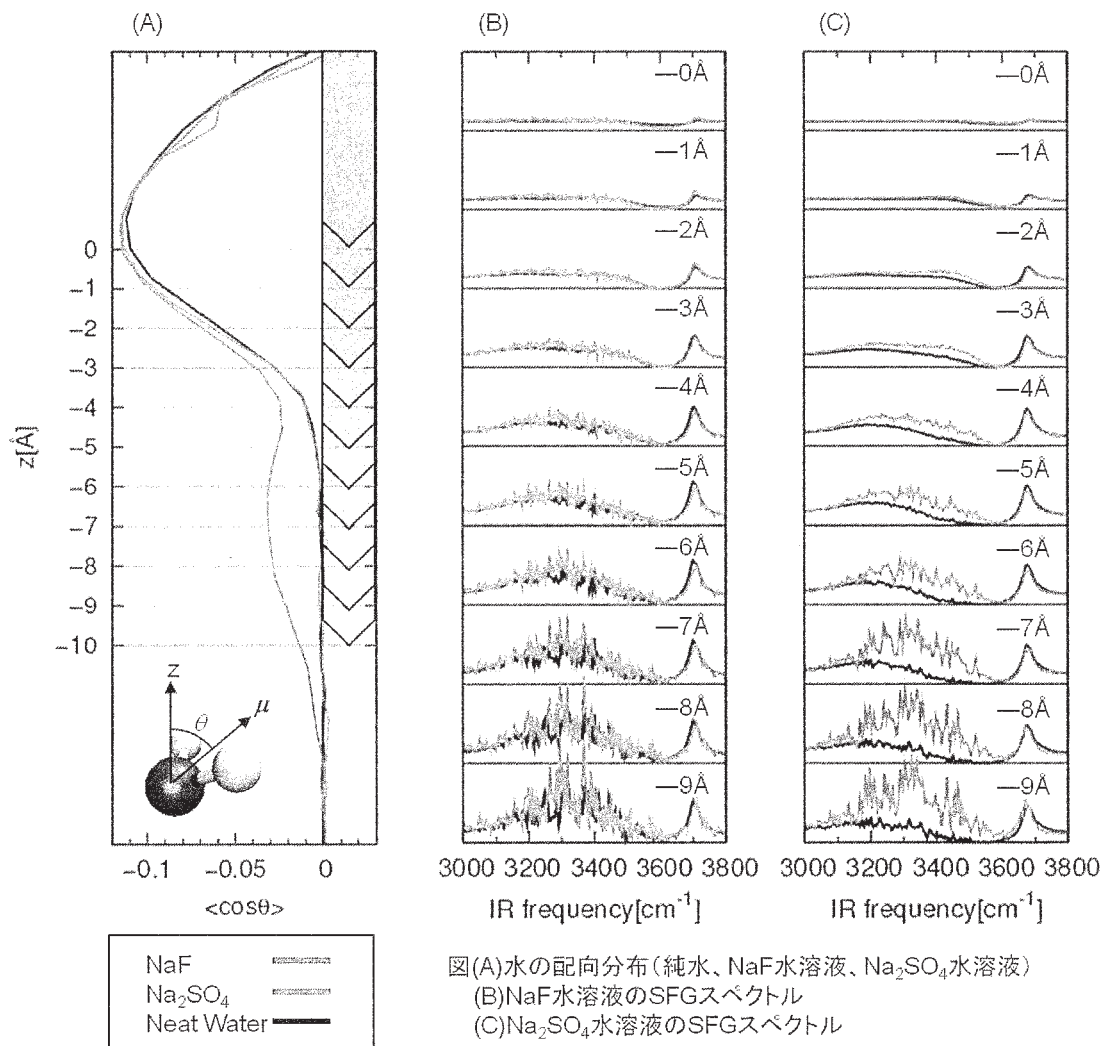 (A)
(B)
(C)
0
−1
−2
−3
−4
−5
−6
−7
−8
−9
−10
z[Å]
z
θ
μ
−0.1
−0.05
0
<cosθ>
—0Å
—1Å
—2Å
—3Å
—4Å
—5Å
—6Å
—7Å
—8Å
—9Å
3000 3200 3400 3600 3800
IR frequency[cm⁻¹]
—0Å
—1Å
—2Å
—3Å
—4Å
—5Å
—6Å
—7Å
—8Å
—9Å
3000 3200 3400 3600 3800
IR frequency[cm⁻¹]
NaF
Na₂SO₄
Neat Water
図(A)水の配向分布(純水、NaF水溶液、Na₂SO₄水溶液)
(B)NaF水溶液のSFGスペクトル
(C)Na₂SO₄水溶液のSFGスペクトル